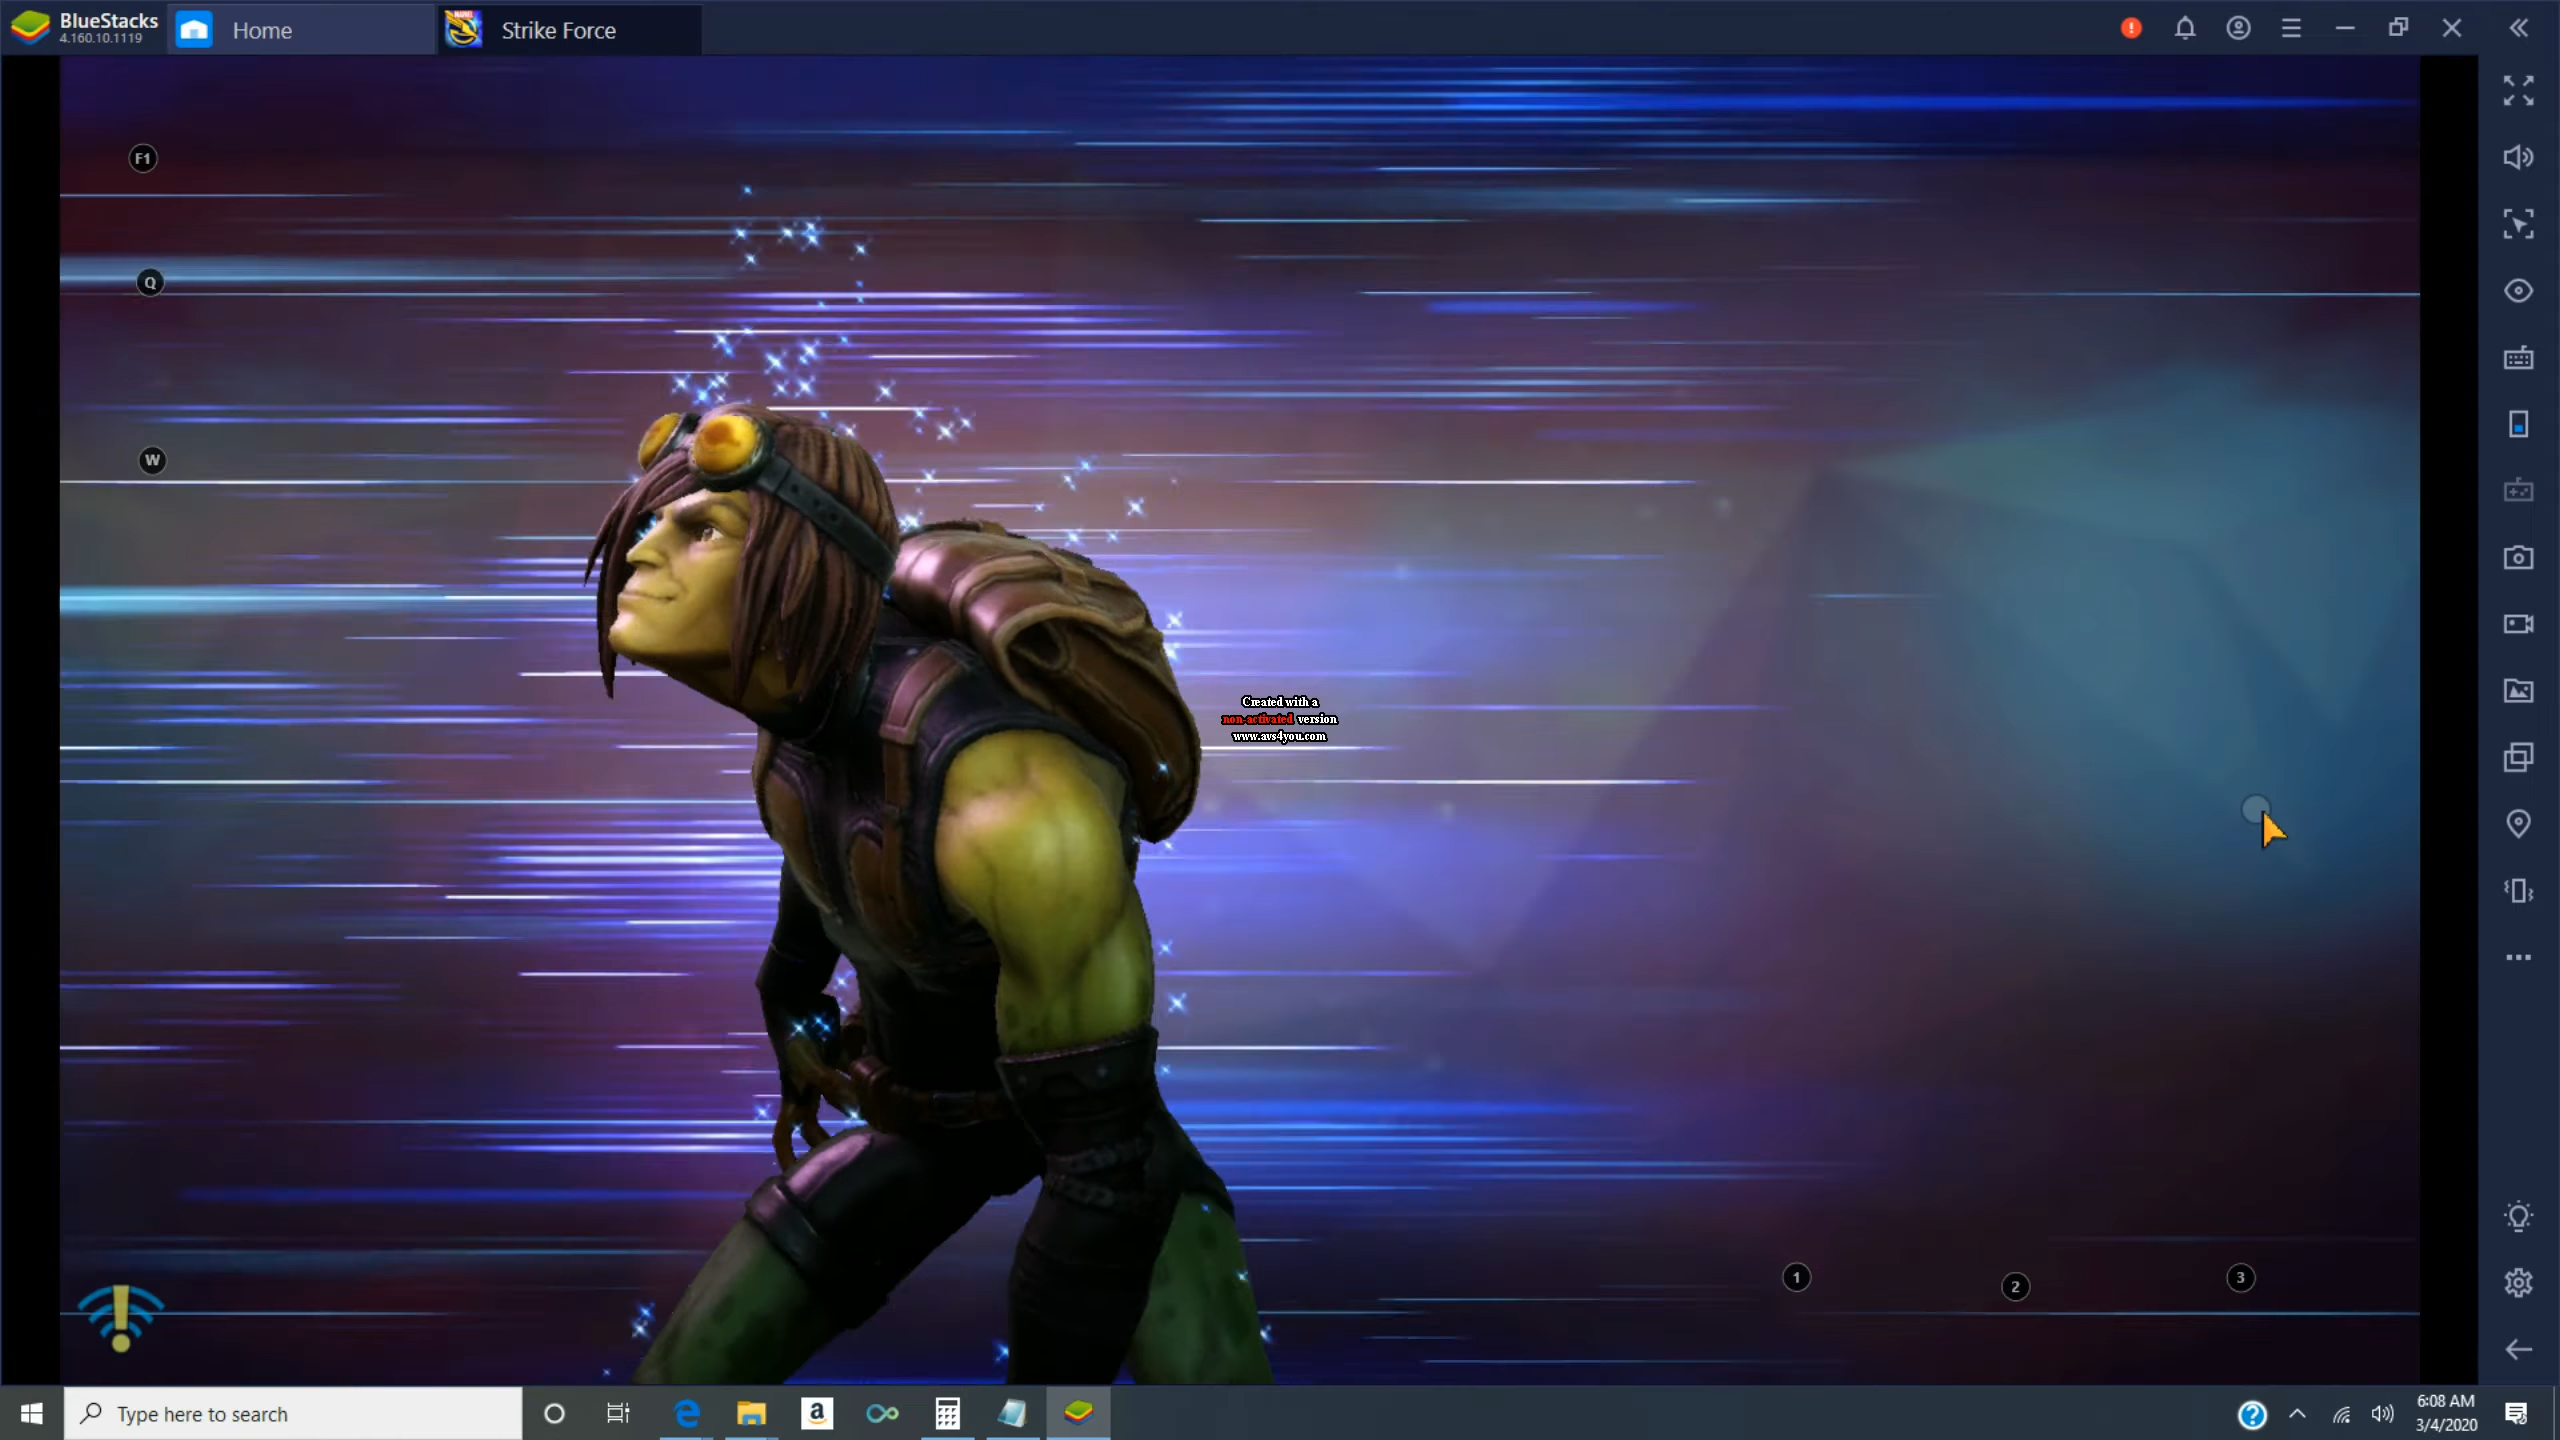 BlueStacks
4.160.10.1119
Home
MARVEL
Strike Force
F1
Q
W
Created with a
non-activated version
www.avs4you.com
1
2
3
Type here to search
a
6:08 AM
3/4/2020